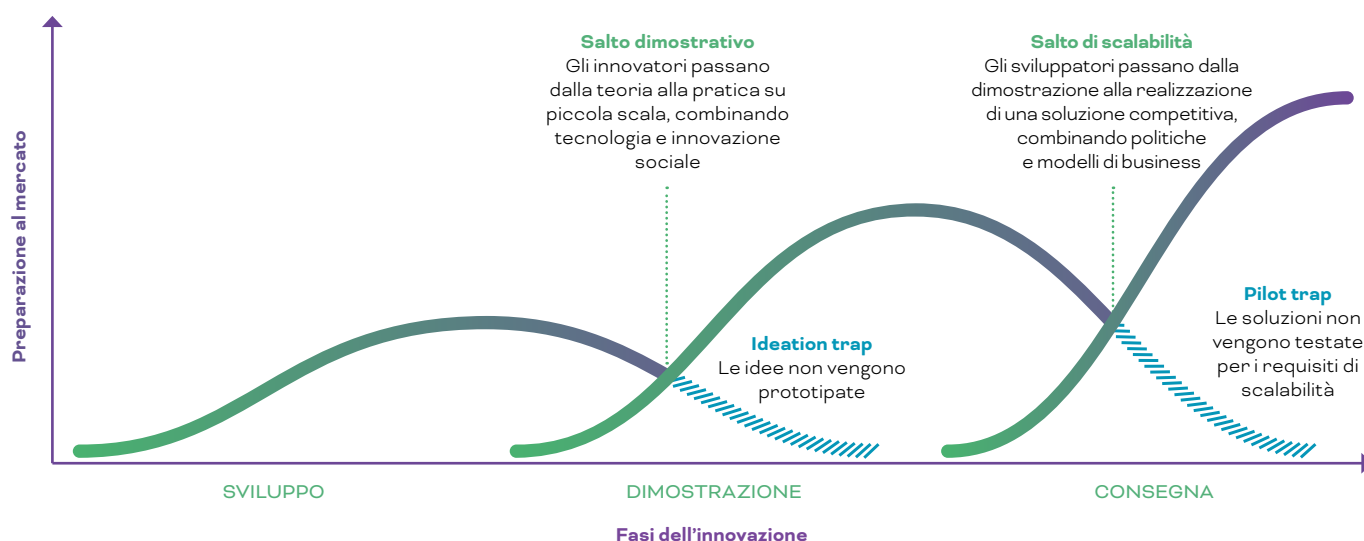 Salto dimostrativo
Gli innovatori passano
dalla teoria alla pratica su
piccola scala, combinando
tecnologia e innovazione
sociale
Salto di scalabilità
Gli sviluppatori passano dalla
dimostrazione alla realizzazione
di una soluzione competitiva,
combinando politiche
e modelli di business
Preparazione al mercato
Ideation trap
Le idee non vengono
prototipate
Pilot trap
Le soluzioni non
vengono testate
per i requisiti di
scalabilità
SVILUPPO
DIMOSTRAZIONE
CONSEGNA
Fasi dell'innovazione